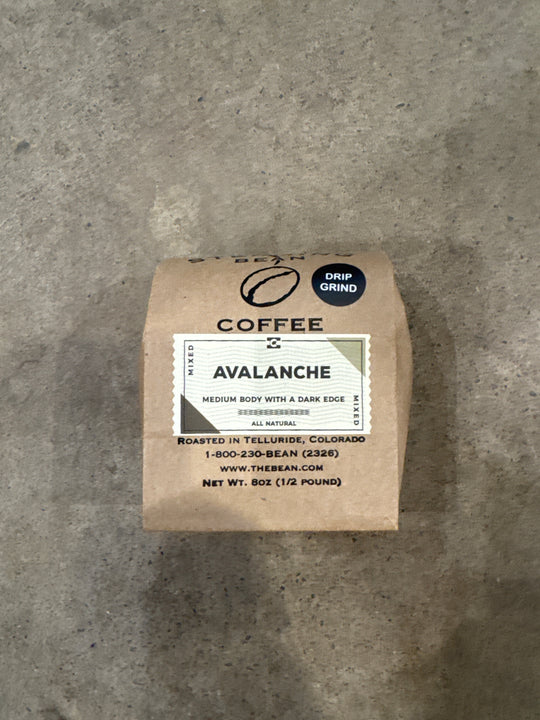 BEAN
DRIP
GRIND
COFFEE
MIXED
AVALANCHE
MEDIUM BODY WITH A DARK EDGE
ALL NATURAL
MIXED
ROASTED IN TELLURIDE, COLORADO
1-800-230-BEAN (2326)
WWW.THEBEAN.COM
NET WT. 8OZ (1/2 POUND)